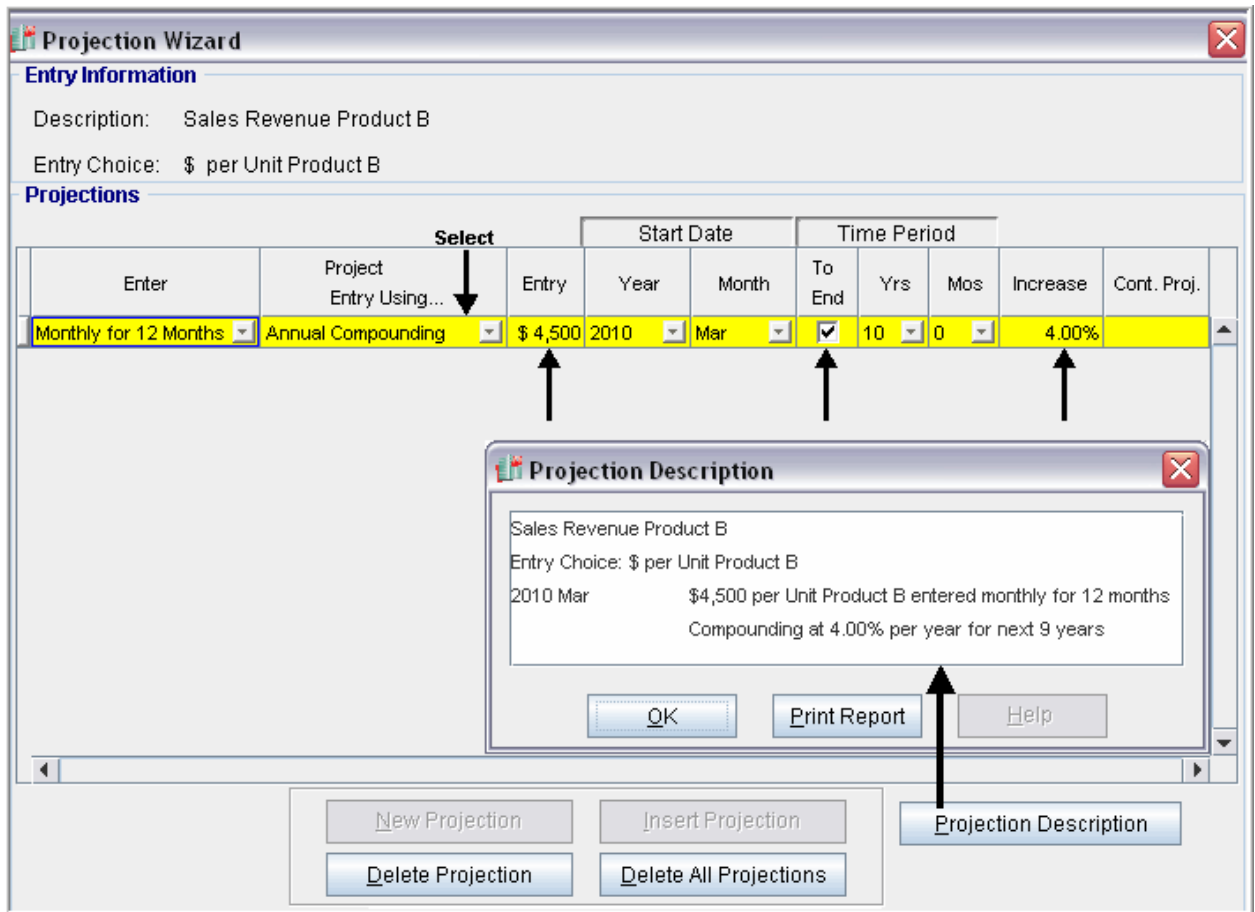 Projection Wizard
Entry Information
Description: Sales Revenue Product B
Entry Choice: $ per Unit Product B
Projections
Select
Start Date
Time Period
Enter
Project
Entry Using...
Entry
Year
Month
To
End
Yrs
Mos
Increase
Cont. Proj.
Monthly for 12 Months Annual Compounding $ 4,500 2010 Mar 10 0 4.00%
Projection Description
Sales Revenue Product B
Entry Choice: $ per Unit Product B
2010 Mar $4,500 per Unit Product B entered monthly for 12 months
Compounding at 4.00% per year for next 9 years
OK
Print Report
Help
New Projection
Insert Projection
Projection Description
Delete Projection
Delete All Projections